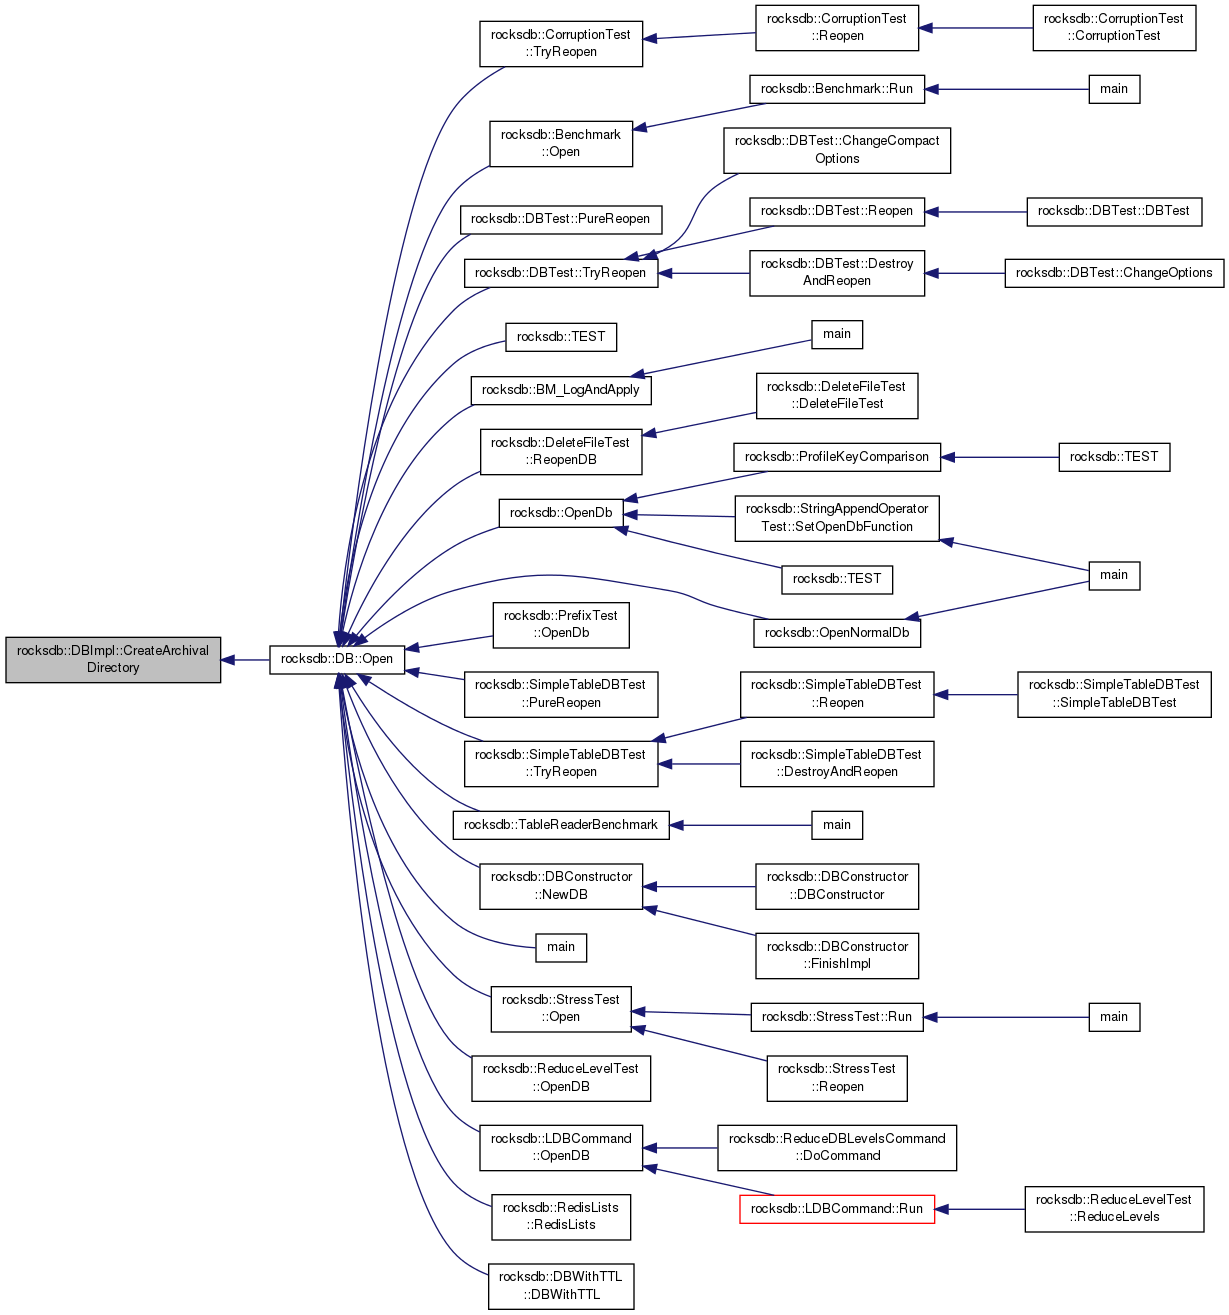 rocksdb::CorruptionTest
::TryReopen
rocksdb::CorruptionTest
::Reopen
rocksdb::CorruptionTest
::CorruptionTest
rocksdb::Benchmark::Run
main
rocksdb::Benchmark
::Open
rocksdb::DBTest::ChangeCompact
Options
rocksdb::DBTest::PureReopen
rocksdb::DBTest::Reopen
rocksdb::DBTest::DBTest
rocksdb::DBTest::TryReopen
rocksdb::DBTest::Destroy
AndReopen
rocksdb::DBTest::ChangeOptions
rocksdb::TEST
main
rocksdb::BM_LogAndApply
rocksdb::DeleteFileTest
::DeleteFileTest
rocksdb::DeleteFileTest
::ReopenDB
rocksdb::ProfileKeyComparison
rocksdb::TEST
rocksdb::OpenDb
rocksdb::StringAppendOperator
Test::SetOpenDbFunction
rocksdb::TEST
main
rocksdb::PrefixTest
::OpenDb
rocksdb::OpenNormalDb
rocksdb::DBImpl::CreateArchival
Directory
rocksdb::DB::Open
rocksdb::SimpleTableDBTest
::PureReopen
rocksdb::SimpleTableDBTest
::Reopen
rocksdb::SimpleTableDBTest
::SimpleTableDBTest
rocksdb::SimpleTableDBTest
::TryReopen
rocksdb::SimpleTableDBTest
::DestroyAndReopen
rocksdb::TableReaderBenchmark
main
rocksdb::DBConstructor
::NewDB
rocksdb::DBConstructor
::DBConstructor
main
rocksdb::DBConstructor
::FinishImpl
rocksdb::StressTest
::Open
rocksdb::StressTest::Run
main
rocksdb::ReduceLevelTest
::OpenDB
rocksdb::StressTest
::Reopen
rocksdb::LDBCommand
::OpenDB
rocksdb::ReduceDBLevelsCommand
::DoCommand
rocksdb::RedisLists
::RedisLists
rocksdb::LDBCommand::Run
rocksdb::ReduceLevelTest
::ReduceLevels
rocksdb::DBWithTTL
::DBWithTTL